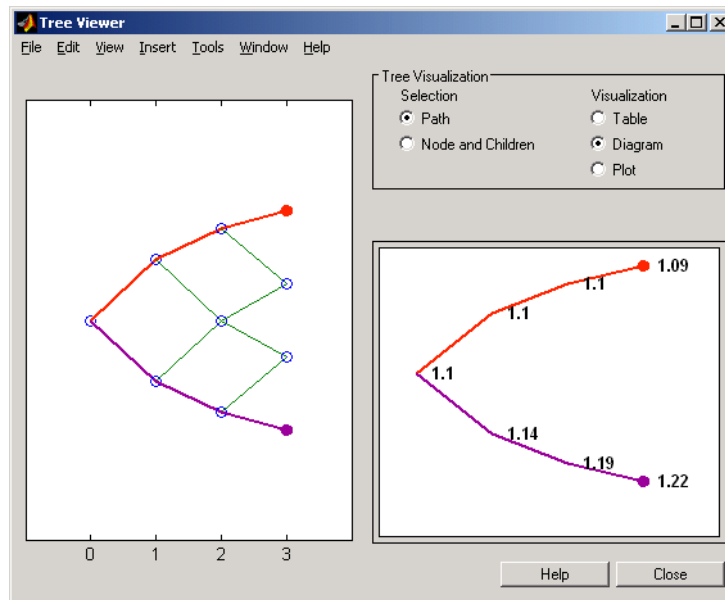 Tree Viewer
File Edit View Insert Tools Window Help
Tree Visualization
Selection
Visualization
Path
Table
Node and Children
Diagram
Plot
1.09
1.1
1.1
1.1
1.14
1.19
1.22
0 1 2 3
Help Close